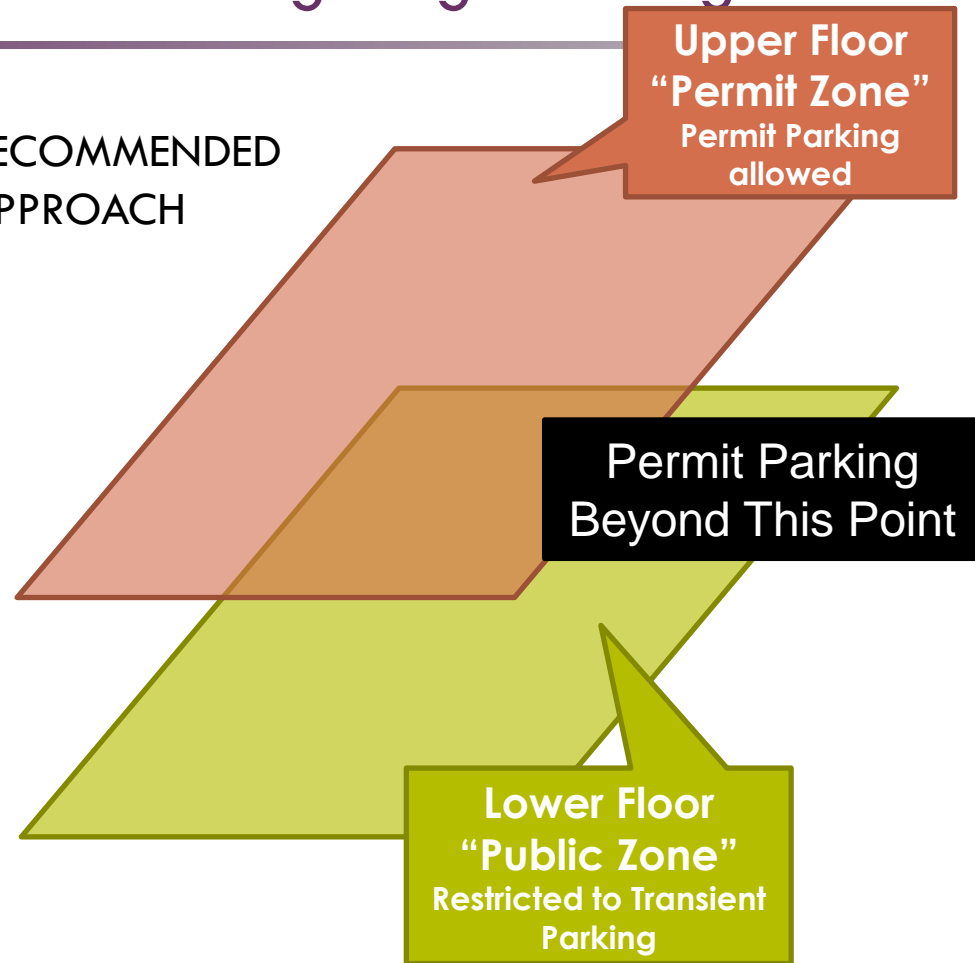 Upper Floor
“Permit Zone”
Permit Parking
allowed
ECOMMENDED
PPROACH
Permit Parking
Beyond This Point
Lower Floor
“Public Zone”
Restricted to Transient
Parking